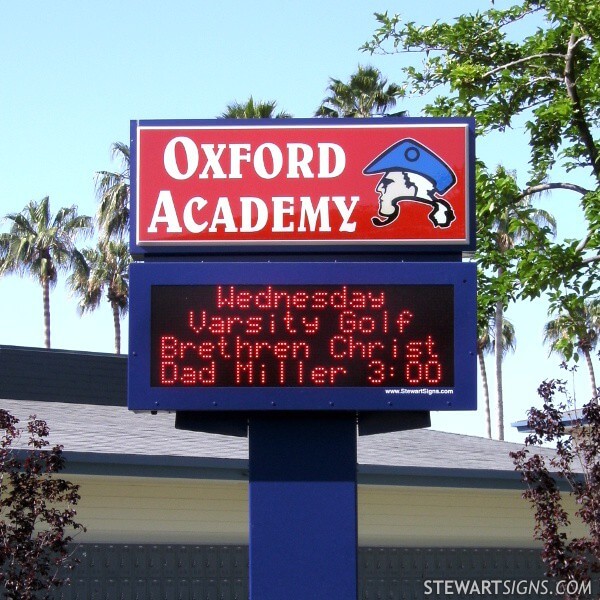 OXFORD
ACADEMY
Wednesday
Varsity Golf
Brethren Christ
Dad Miller 3:00
www.StewartSigns.com
STEWARTSIGNS.COM